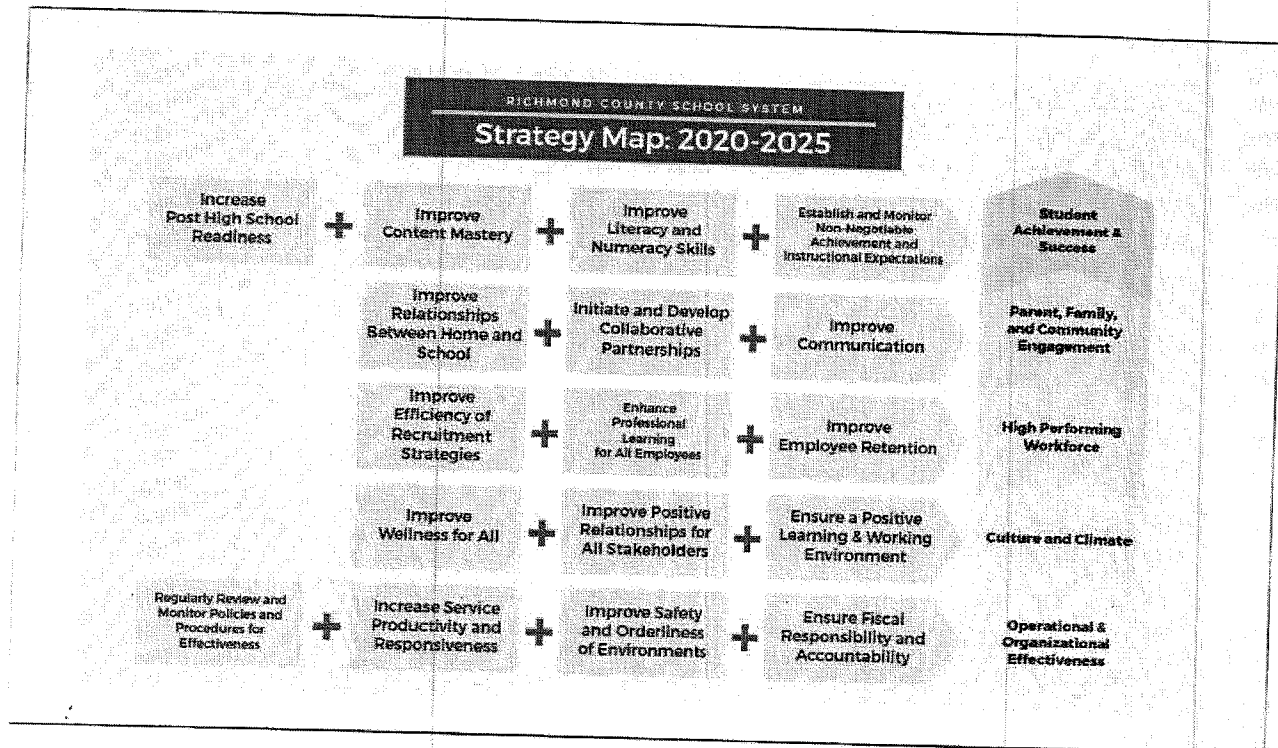 RICHMOND COUNTY SCHOOL SYSTEM
Strategy Map: 2020-2025
Increase
Post High School
Readiness
+
Improve
Content Mastery
+
Improve
Literacy and
Numeracy Skills
+
Establish and Monitor
Non-Negotiable
Achievement and
Instructional Expectations
Student
Achievement &
Success
Improve
Relationships
Between Home and
School
+
Initiate and Develop
Collaborative
Partnerships
+
Improve
Communication
Parent, Family,
and Community
Engagement
Improve
Efficiency of
Recruitment
Strategies
+
Enhance
Professional
Learning
for All Employees
+
Improve
Employee Retention
High Performing
Workforce
Improve
Wellness for All
+
Improve Positive
Relationships for
All Stakeholders
+
Ensure a Positive
Learning & Working
Environment
Culture and Climate
Regularly Review and
Monitor Policies and
Procedures for
Effectiveness
+
Increase Service
Productivity and
Responsiveness
+
Improve Safety
and Orderliness
of Environments
+
Ensure Fiscal
Responsibility and
Accountability
Operational &
Organizational
Effectiveness